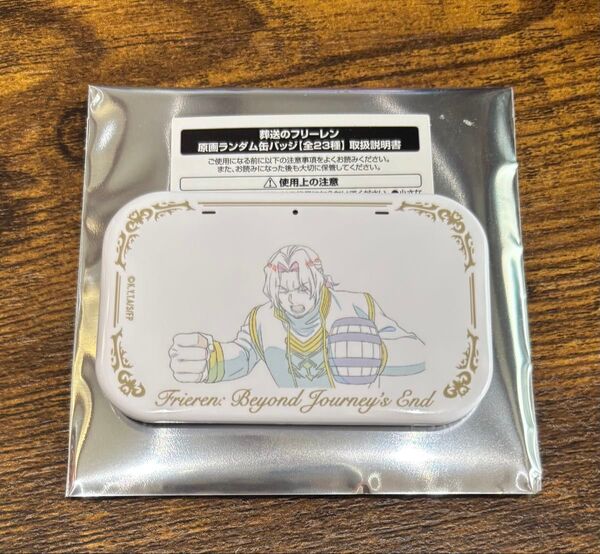 葬送のフリーレン
原画ランダム缶バッジ【全23種】 取扱説明書
ご使用になる前に以下の注意事項をよくお読みください。
また、お読みになった後も大切に保管してください。
⚠使用上の注意
©K.Y.T.A/S/FP
Frieren: Beyond Journey's End